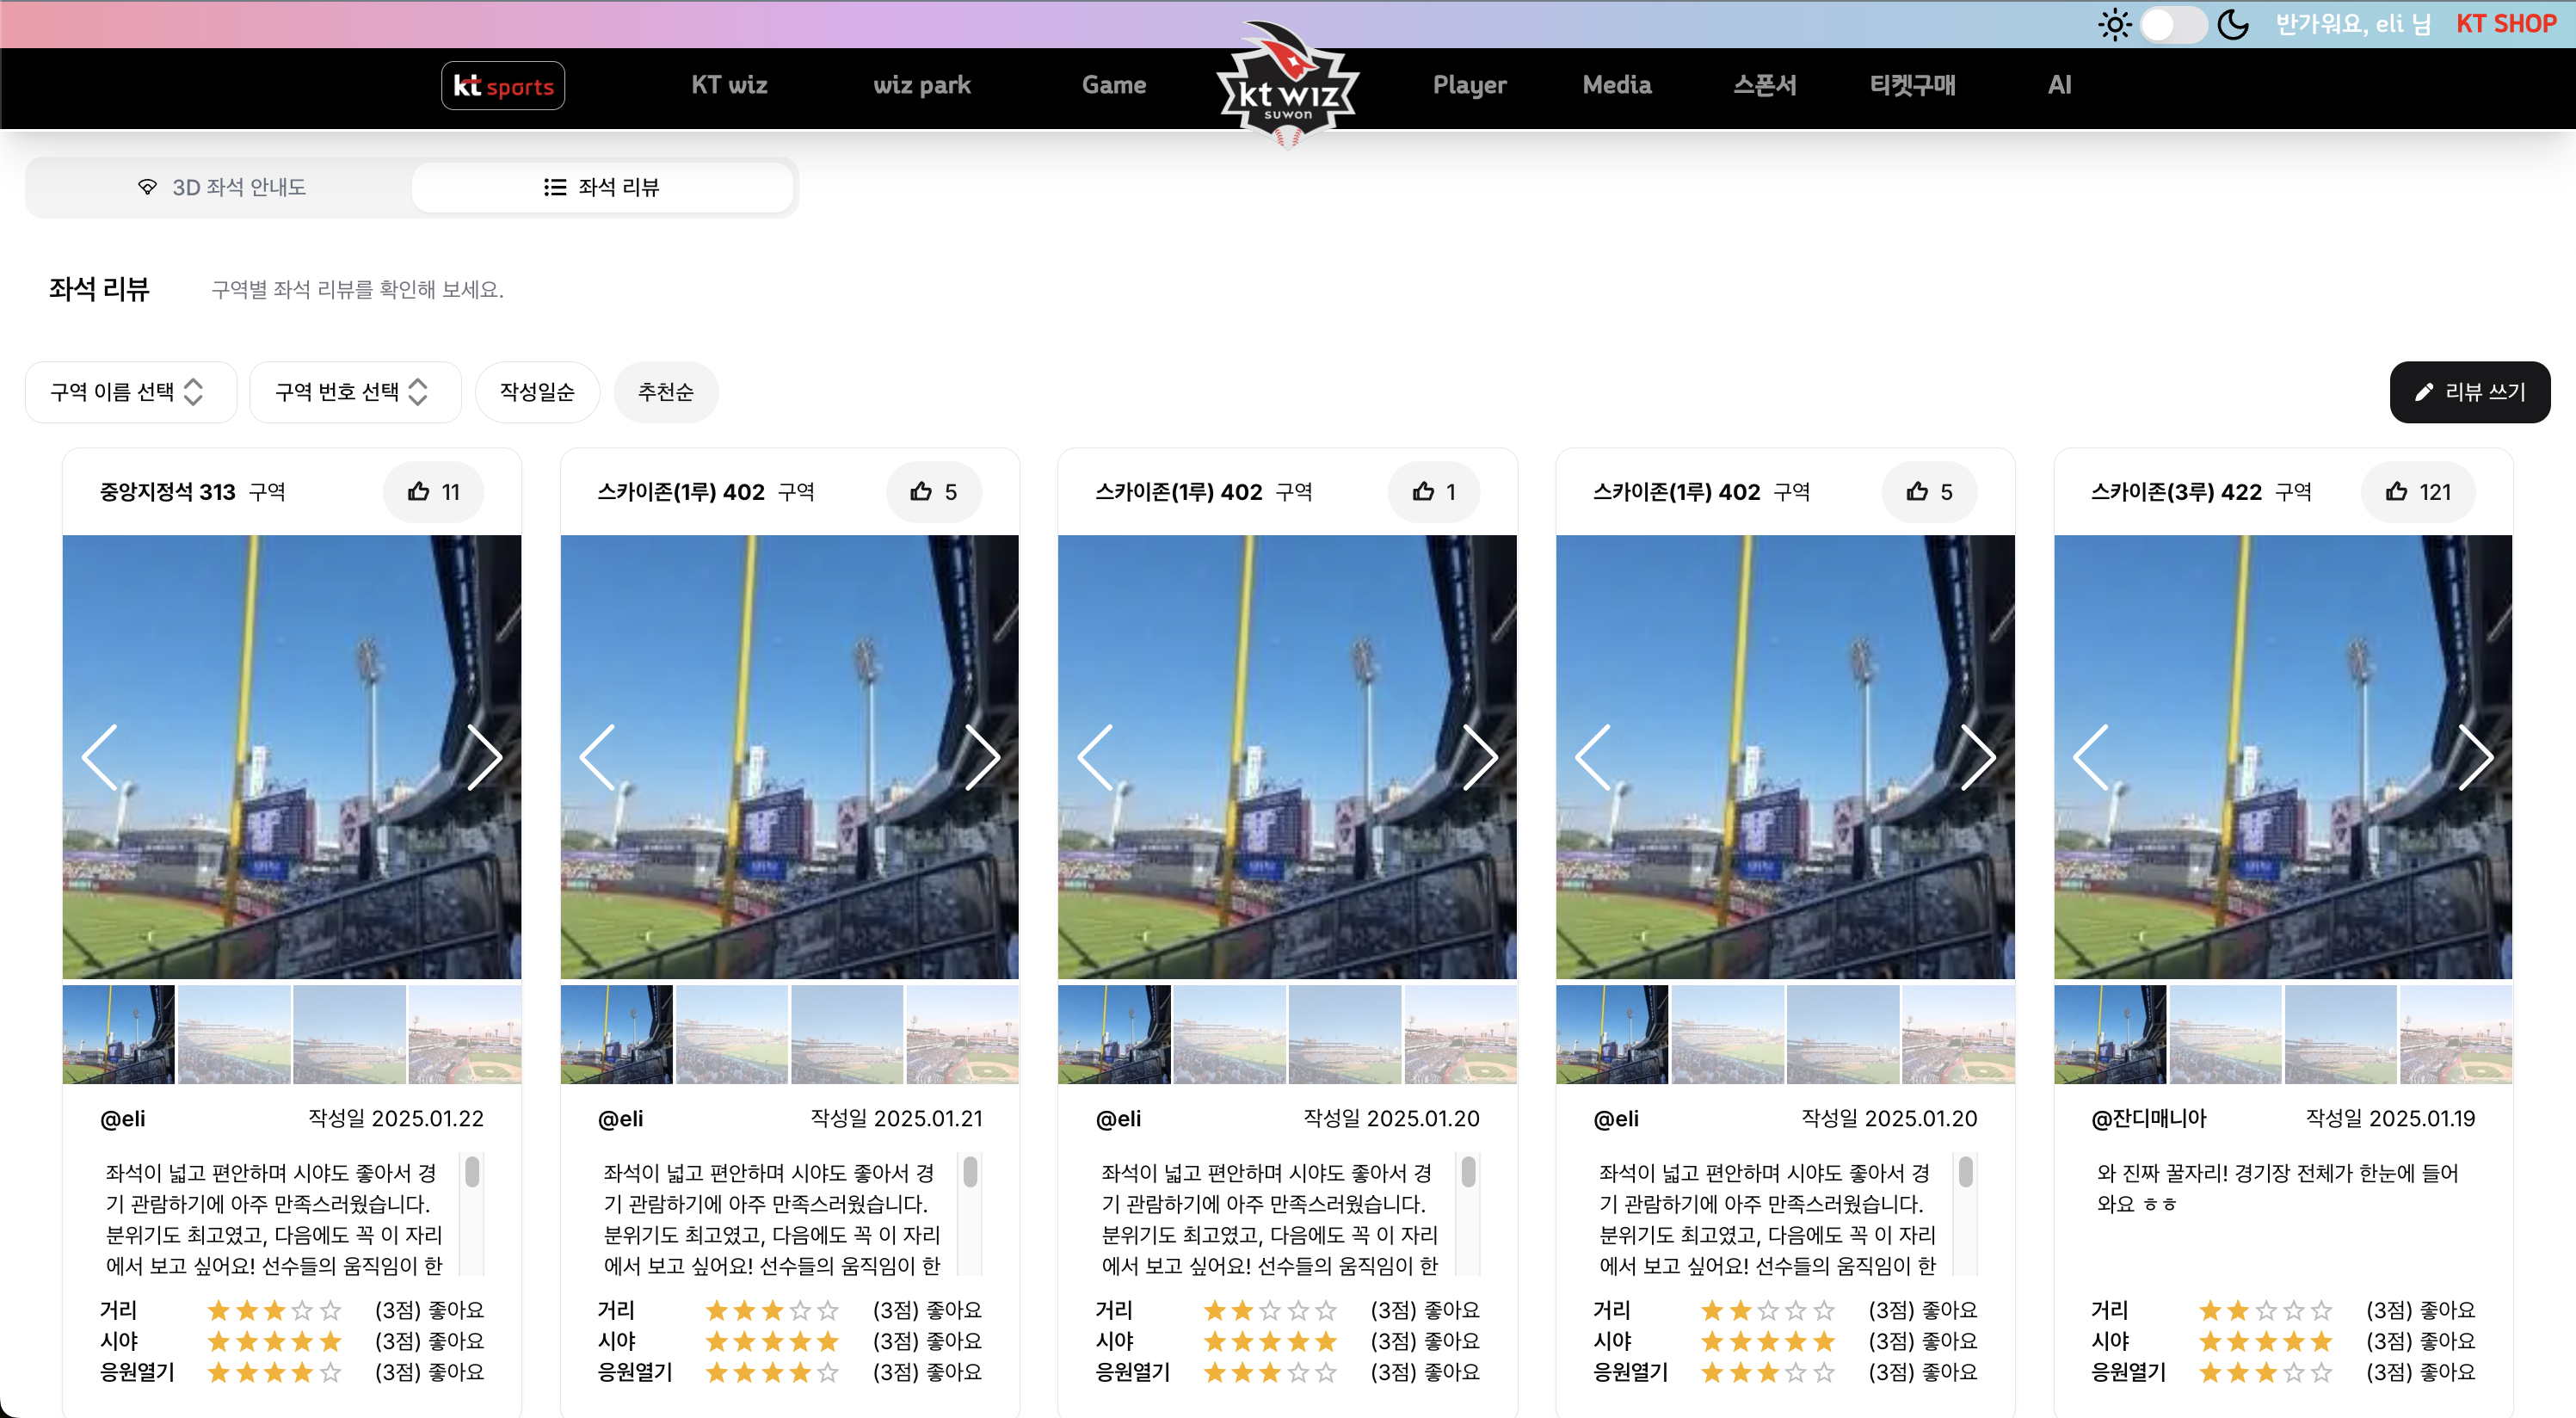 반가워요, eli 님 KT SHOP
kt sports KT wiz wiz park Game kt wiz suwon Player Media 스폰서 티켓구매 AI
3D 좌석 안내도 좌석 리뷰
좌석 리뷰 구역별 좌석 리뷰를 확인해 보세요.
구역 이름 선택 구역 번호 선택 작성일순 추천순 리뷰 쓰기
중앙지정석 313 구역 11
@eli 작성일 2025.01.22
좌석이 넓고 편안하며 시야도 좋아서 경
기 관람하기에 아주 만족스러웠습니다.
분위기도 최고였고, 다음에도 꼭 이 자리
에서 보고 싶어요! 선수들의 움직임이 한
거리 (3점) 좋아요
시야 (3점) 좋아요
응원열기 (3점) 좋아요
스카이존(1루) 402 구역 5
@eli 작성일 2025.01.21
좌석이 넓고 편안하며 시야도 좋아서 경
기 관람하기에 아주 만족스러웠습니다.
분위기도 최고였고, 다음에도 꼭 이 자리
에서 보고 싶어요! 선수들의 움직임이 한
거리 (3점) 좋아요
시야 (3점) 좋아요
응원열기 (3점) 좋아요
스카이존(1루) 402 구역 1
@eli 작성일 2025.01.20
좌석이 넓고 편안하며 시야도 좋아서 경
기 관람하기에 아주 만족스러웠습니다.
분위기도 최고였고, 다음에도 꼭 이 자리
에서 보고 싶어요! 선수들의 움직임이 한
거리 (3점) 좋아요
시야 (3점) 좋아요
응원열기 (3점) 좋아요
스카이존(1루) 402 구역 5
@eli 작성일 2025.01.20
좌석이 넓고 편안하며 시야도 좋아서 경
기 관람하기에 아주 만족스러웠습니다.
분위기도 최고였고, 다음에도 꼭 이 자리
에서 보고 싶어요! 선수들의 움직임이 한
거리 (3점) 좋아요
시야 (3점) 좋아요
응원열기 (3점) 좋아요
스카이존(3루) 422 구역 121
@잔디매니아 작성일 2025.01.19
와 진짜 꿀자리! 경기장 전체가 한눈에 들어
와요 ㅎㅎ
거리 (3점) 좋아요
시야 (3점) 좋아요
응원열기 (3점) 좋아요